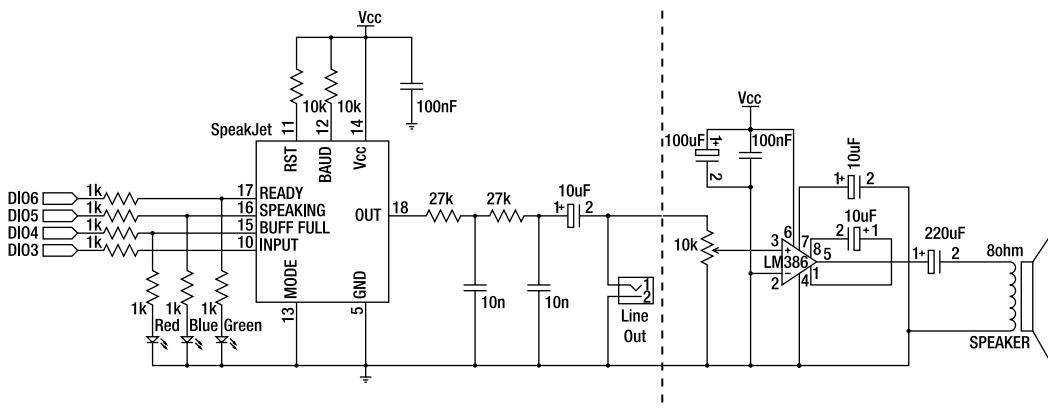 Vcc
10k
10k
100nF
SpeakJet
11
12
14
RST
BAUD
Vcc
DIO6
1k
17
READY
DIO5
1k
16
SPEAKING
DIO4
1k
15
BUFF FULL
DIO3
1k
10
INPUT
OUT
18
27k
27k
10uF
1+
2
MODE
GND
1k
1k
1k
Red
Blue
Green
13
5
10n
10n
1
2
Line
Out
Vcc
100uF
1+
2
100nF
10uF
1+
2
10uF
2
+1
10k
3
6
7
+
LM386
8
5
−
2
4
1
220uF
1+
2
8ohm
SPEAKER